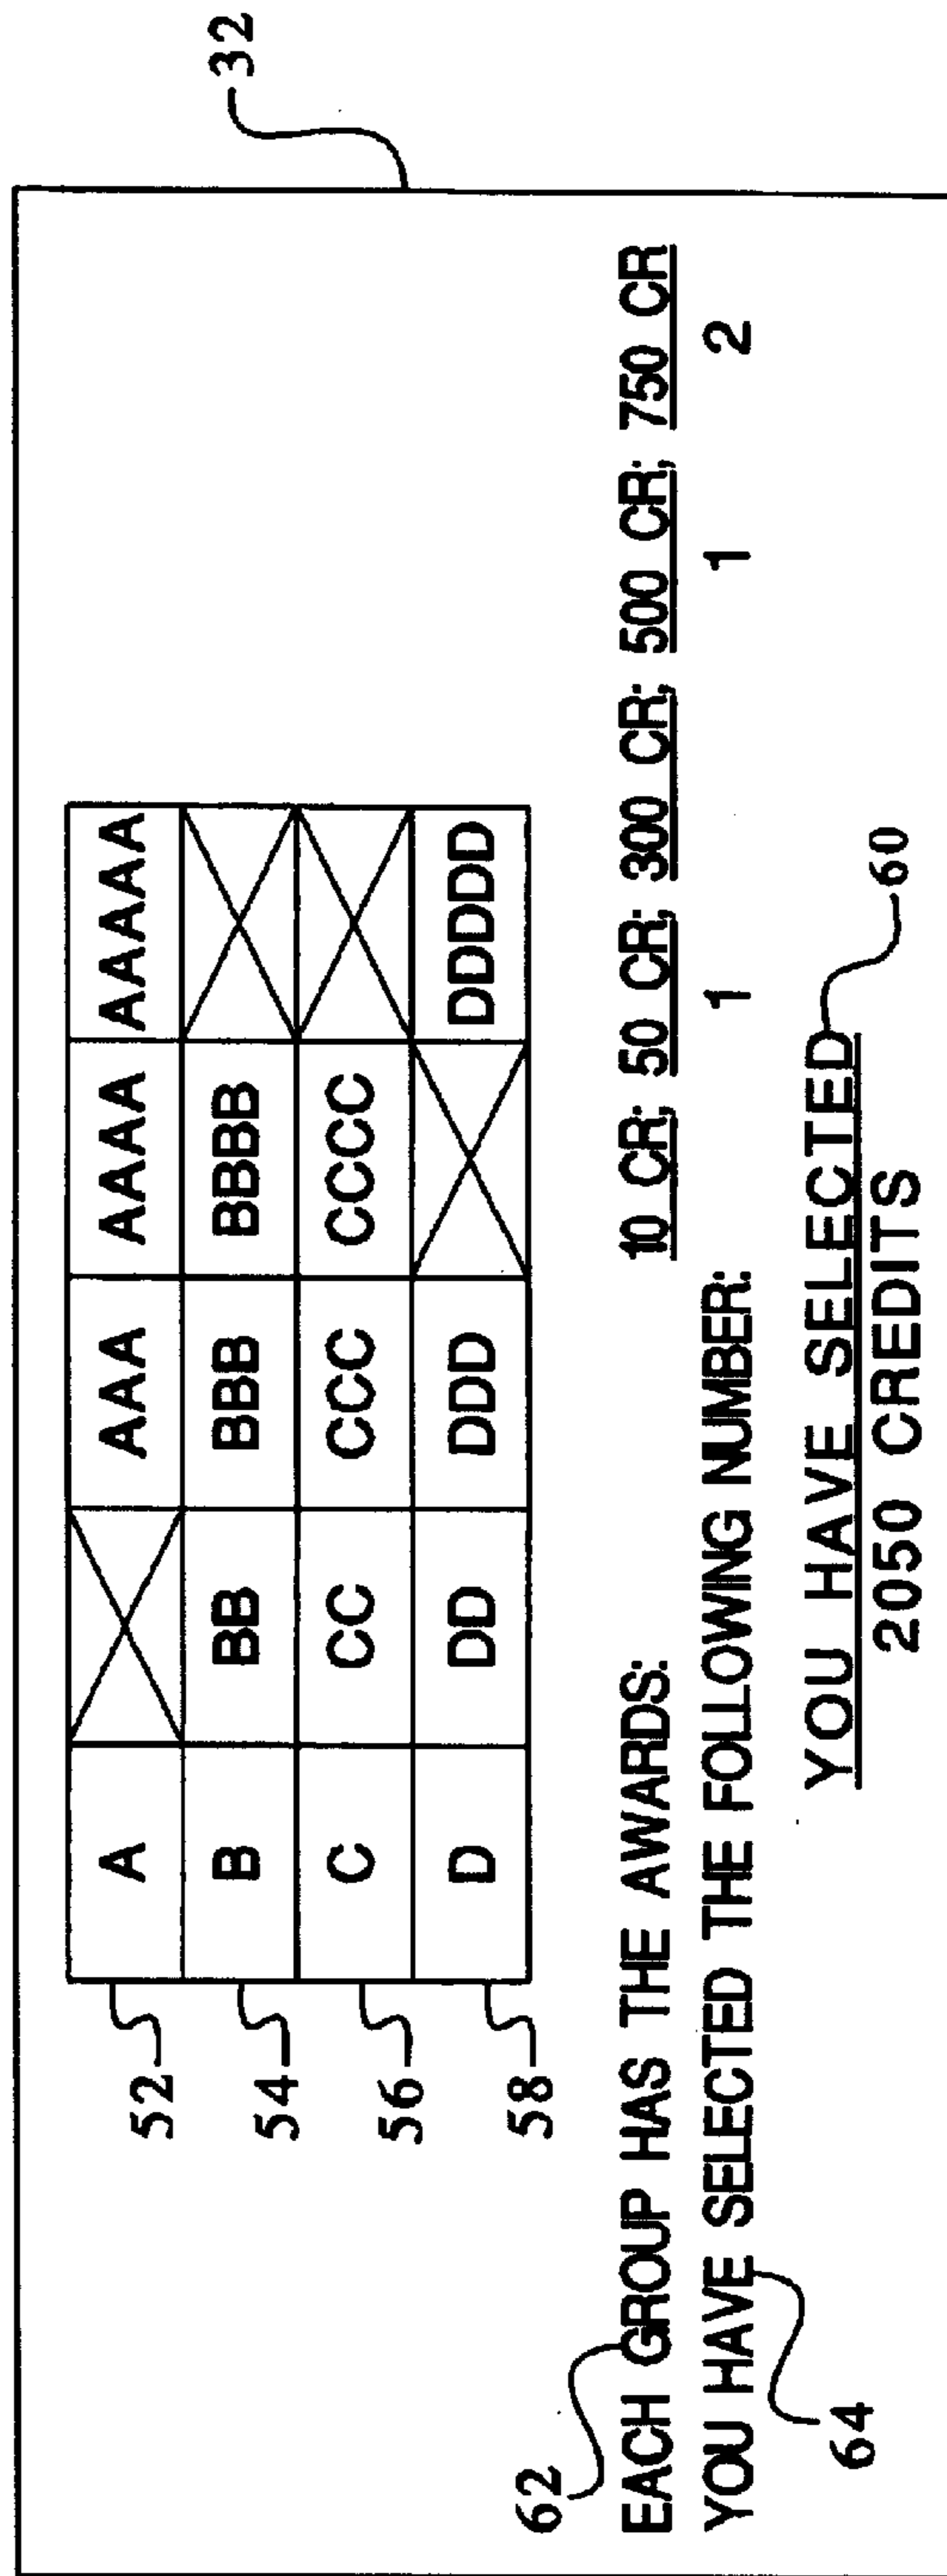 32
A AAA AAAA AAAAA
52
B BB BBB BBBB
54
C CC CCC CCCC
56
D DD DDD DDDDD
58
62
EACH GROUP HAS THE AWARDS: 10 CR; 50 CR; 300 CR; 500 CR; 750 CR
YOU HAVE SELECTED THE FOLLOWING NUMBER: 1 1 2
64
YOU HAVE SELECTED 60
2050 CREDITS